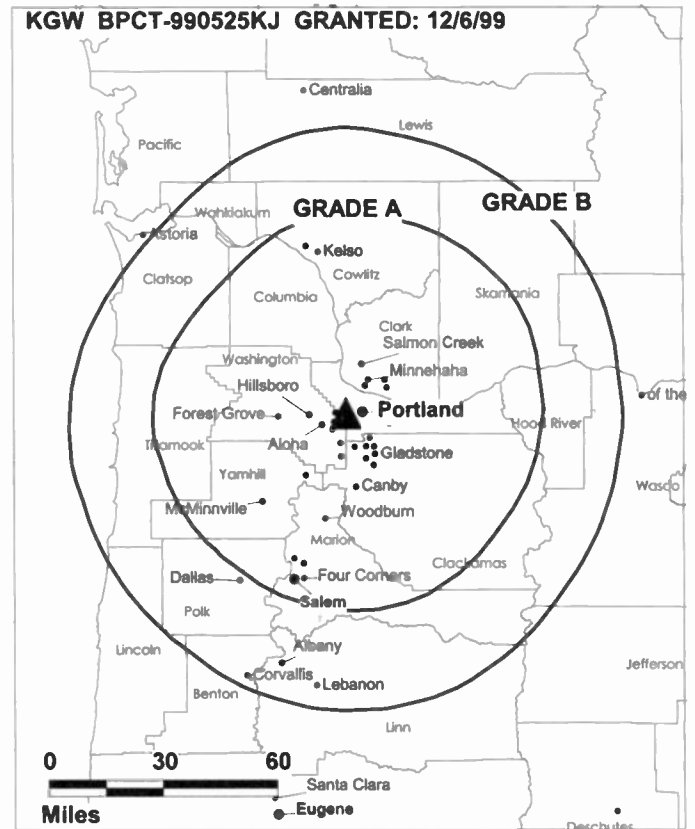 KGW BPCT-990525KJ GRANTED: 12/6/99
Centralia
Lewis
Pacific
GRADE B
GRADE A
Wahkiakum
Astoria
Kelso
Cowlitz
Clatsop
Columbia
Skamania
Clark
Salmon Creek
Washington
Minnehaha
Hillsboro
of the
Portland
Forest Grove
Hood River
Aloha
Tillamook
Gladstone
Yamhill
Canby
Wasco
McMinnville
Woodburn
Marion
Clackamas
Four Corners
Dallas
Salem
Polk
Albany
Lincoln
Jefferson
Corvallis
Lebanon
Benton
Linn
0 30 60
Santa Clara
Miles
Eugene
Deschutes